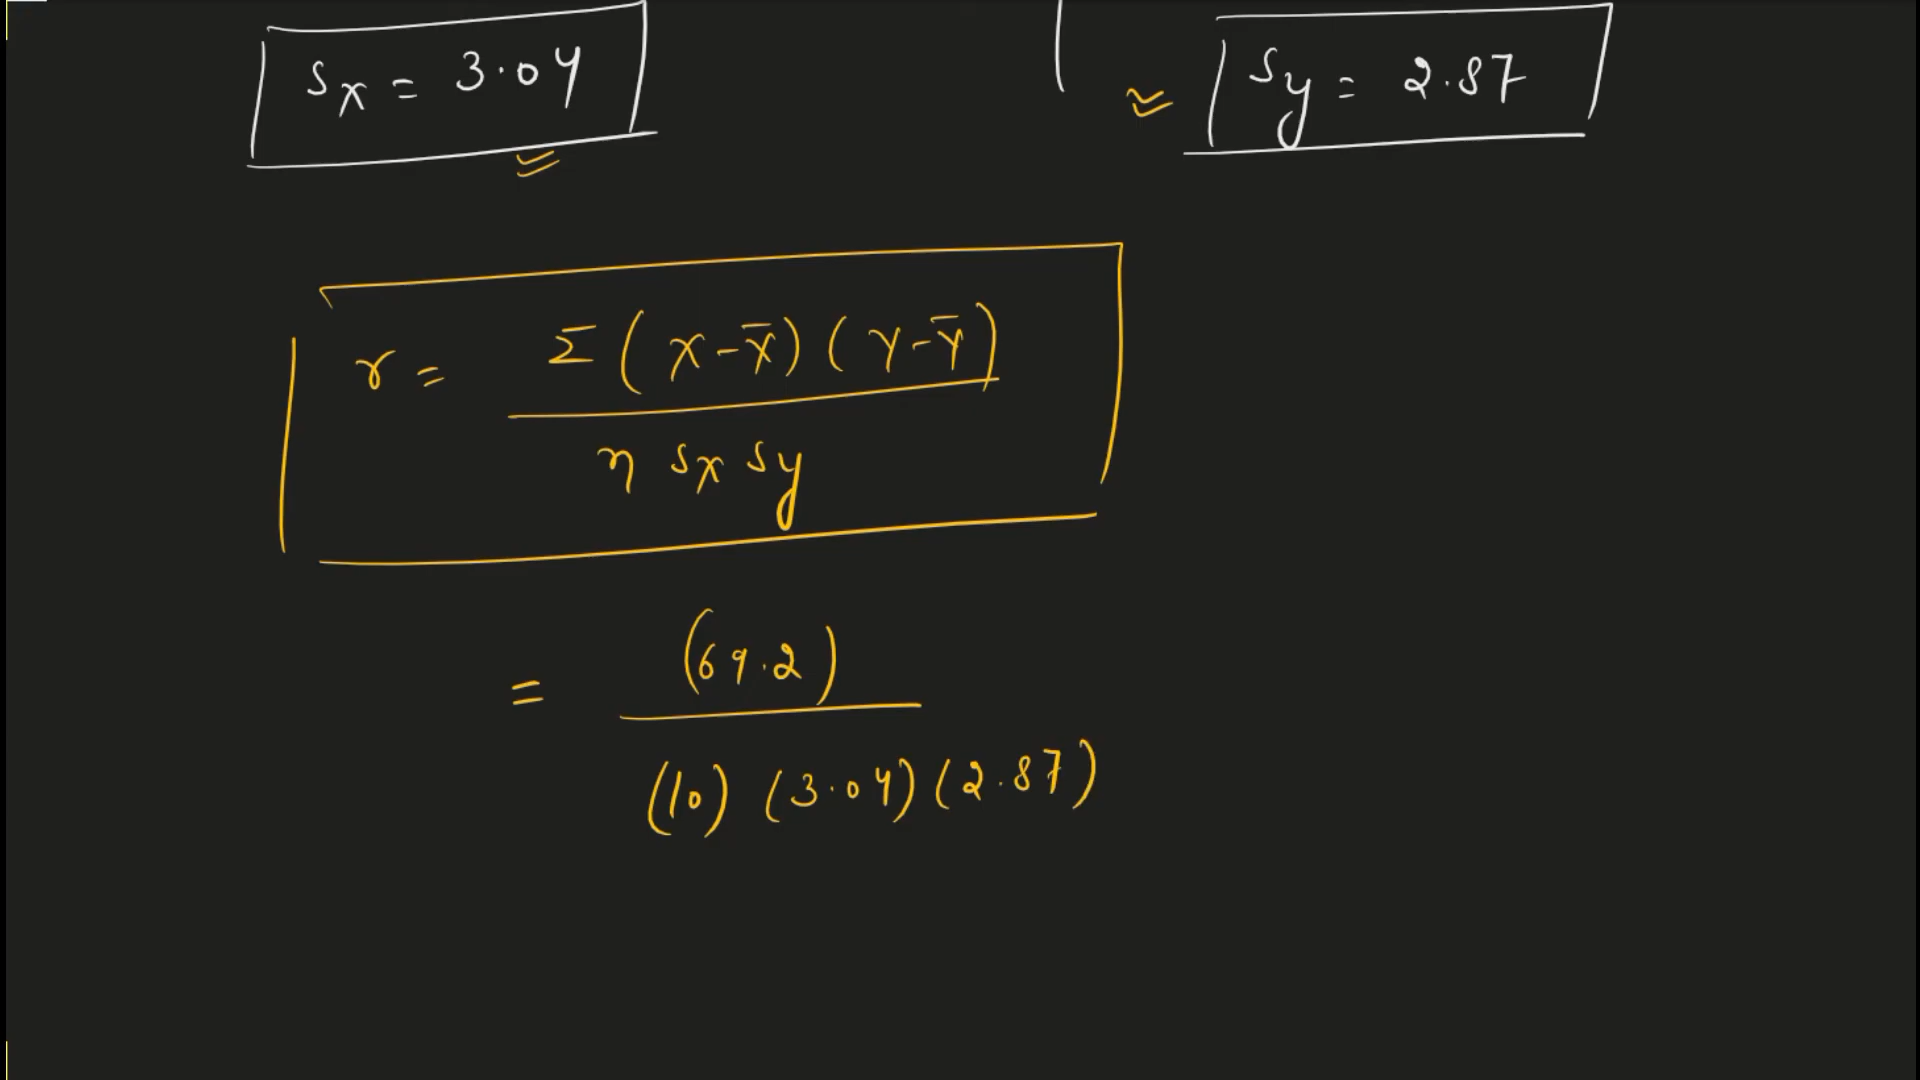 Sx = 3.04
≈ Sy = 2.87
r = Σ(x-x̄)(y-ȳ)
n Sx Sy
= (69.2)
(10) (3.04) (2.87)